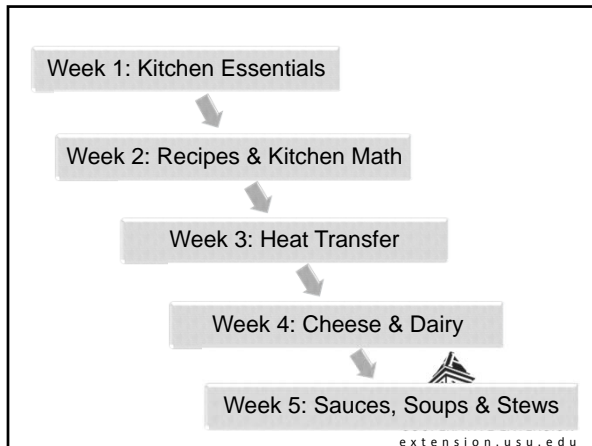 Week 1: Kitchen Essentials
Week 2: Recipes & Kitchen Math
Week 3: Heat Transfer
Week 4: Cheese & Dairy
Week 5: Sauces, Soups & Stews
extension.usu.edu